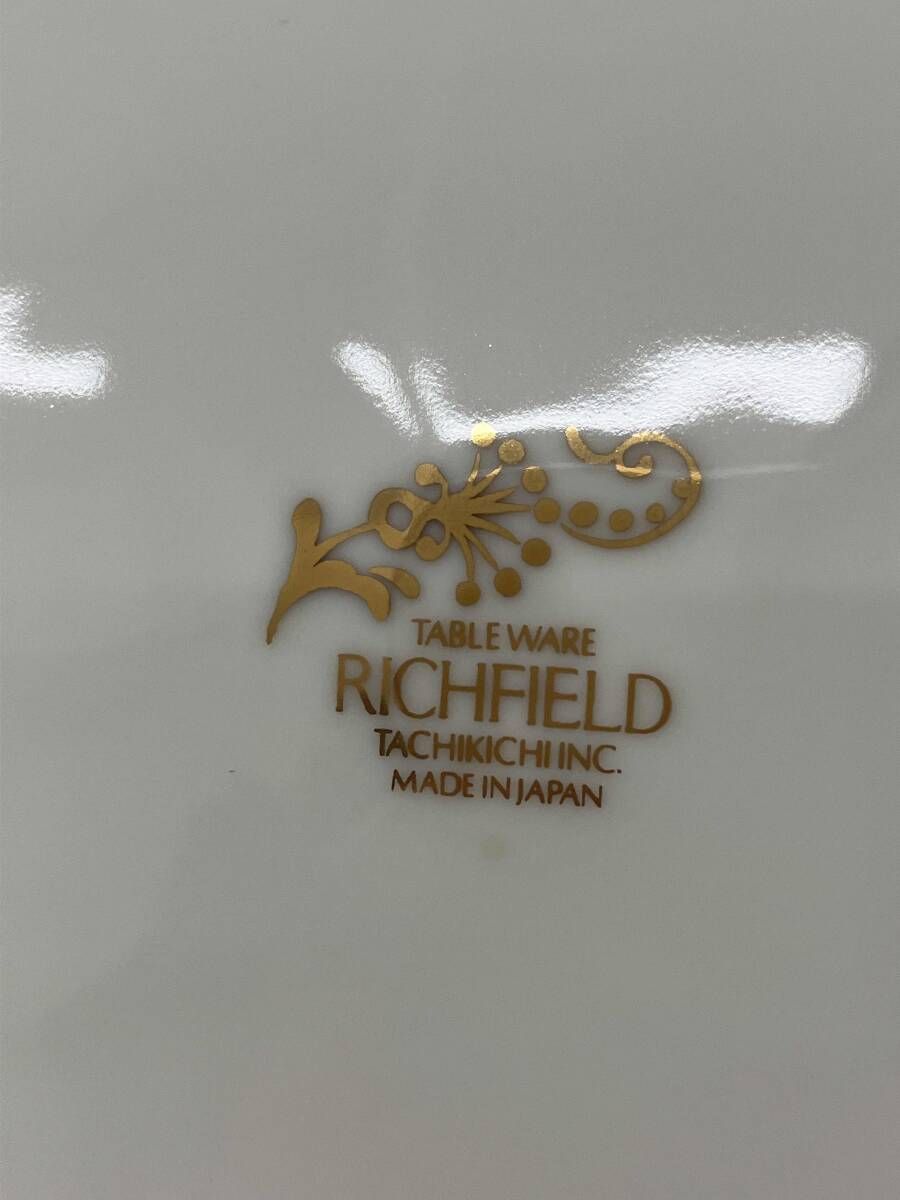 TABLE WARE
RICHFIELD
TACHIKICHI INC.
MADE IN JAPAN